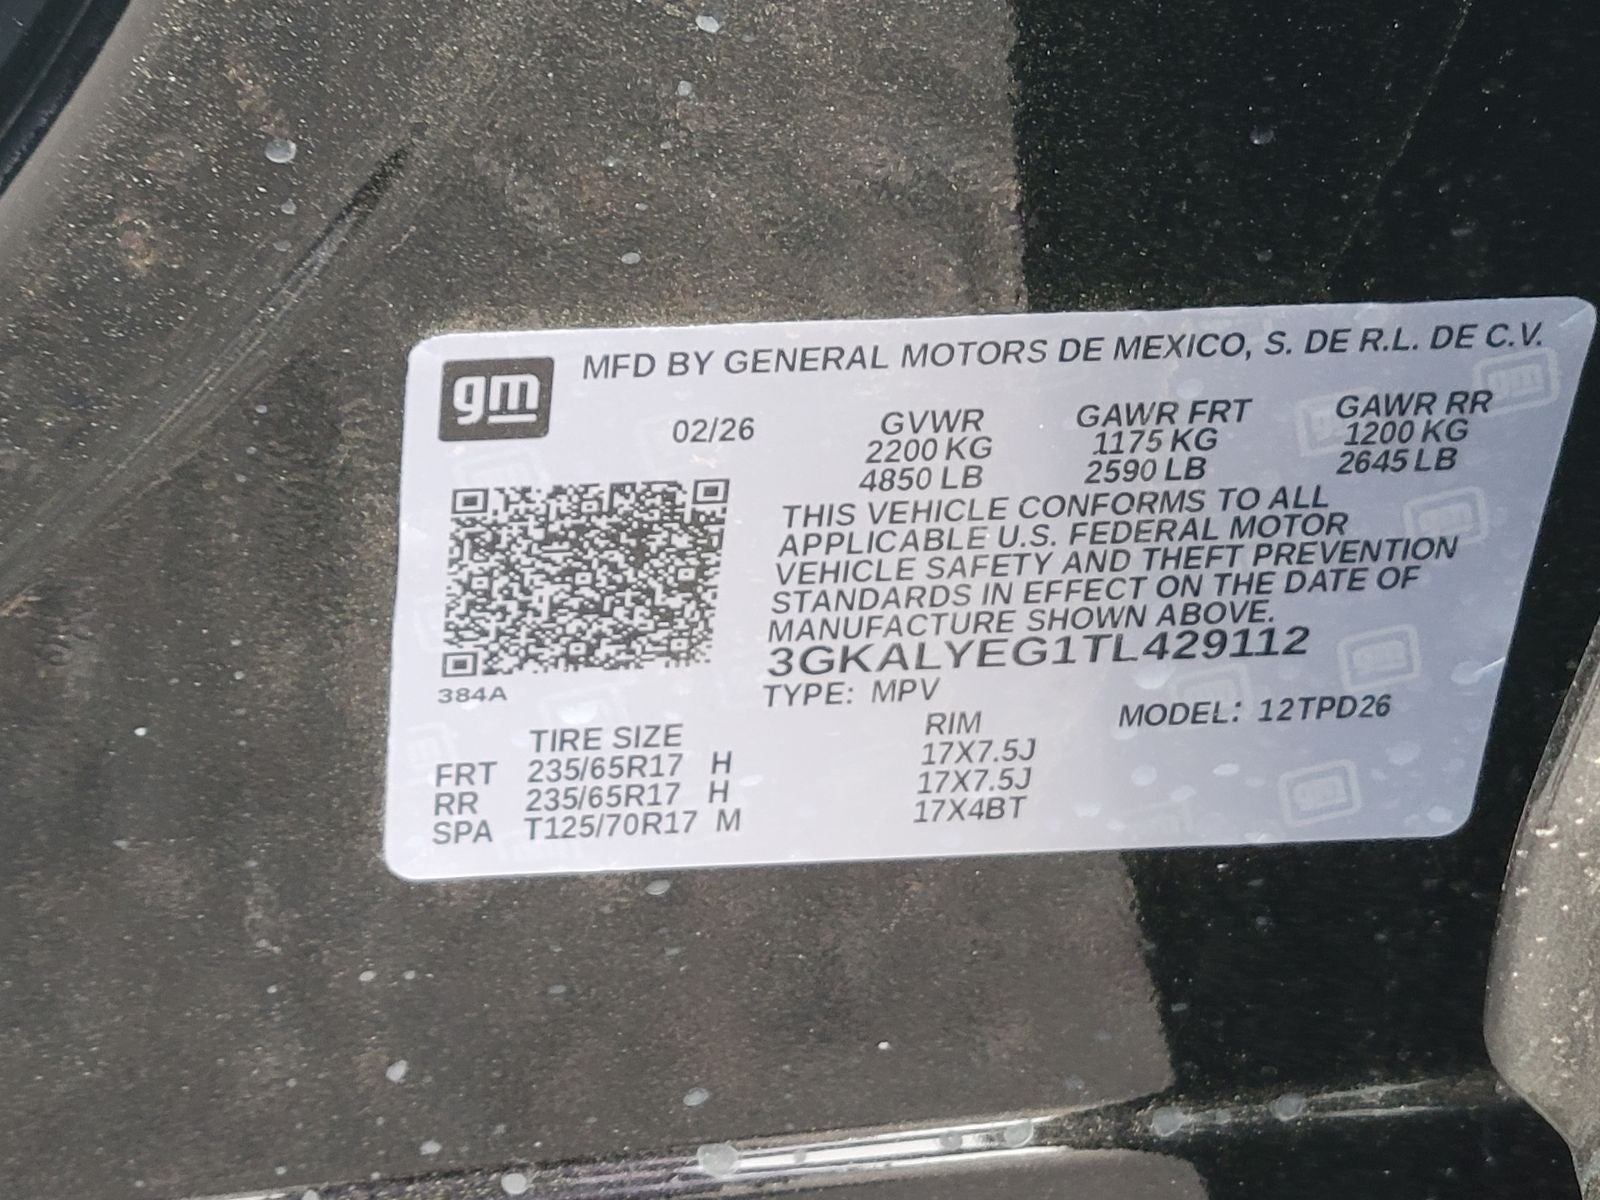 gm
MFD BY GENERAL MOTORS DE MEXICO, S. DE R.L. DE C.V.
02/26 GVWR GAWR FRT GAWR RR
2200 KG 1175 KG 1200 KG
4850 LB 2590 LB 2645 LB
THIS VEHICLE CONFORMS TO ALL
APPLICABLE U.S. FEDERAL MOTOR
VEHICLE SAFETY AND THEFT PREVENTION
STANDARDS IN EFFECT ON THE DATE OF
MANUFACTURE SHOWN ABOVE.
3GKALYEG1TL429112
384A
TYPE: MPV
MODEL: 12TPD26
TIRE SIZE RIM
FRT 235/65R17 H 17X7.5J
RR 235/65R17 H 17X7.5J
SPA T125/70R17 M 17X4BT